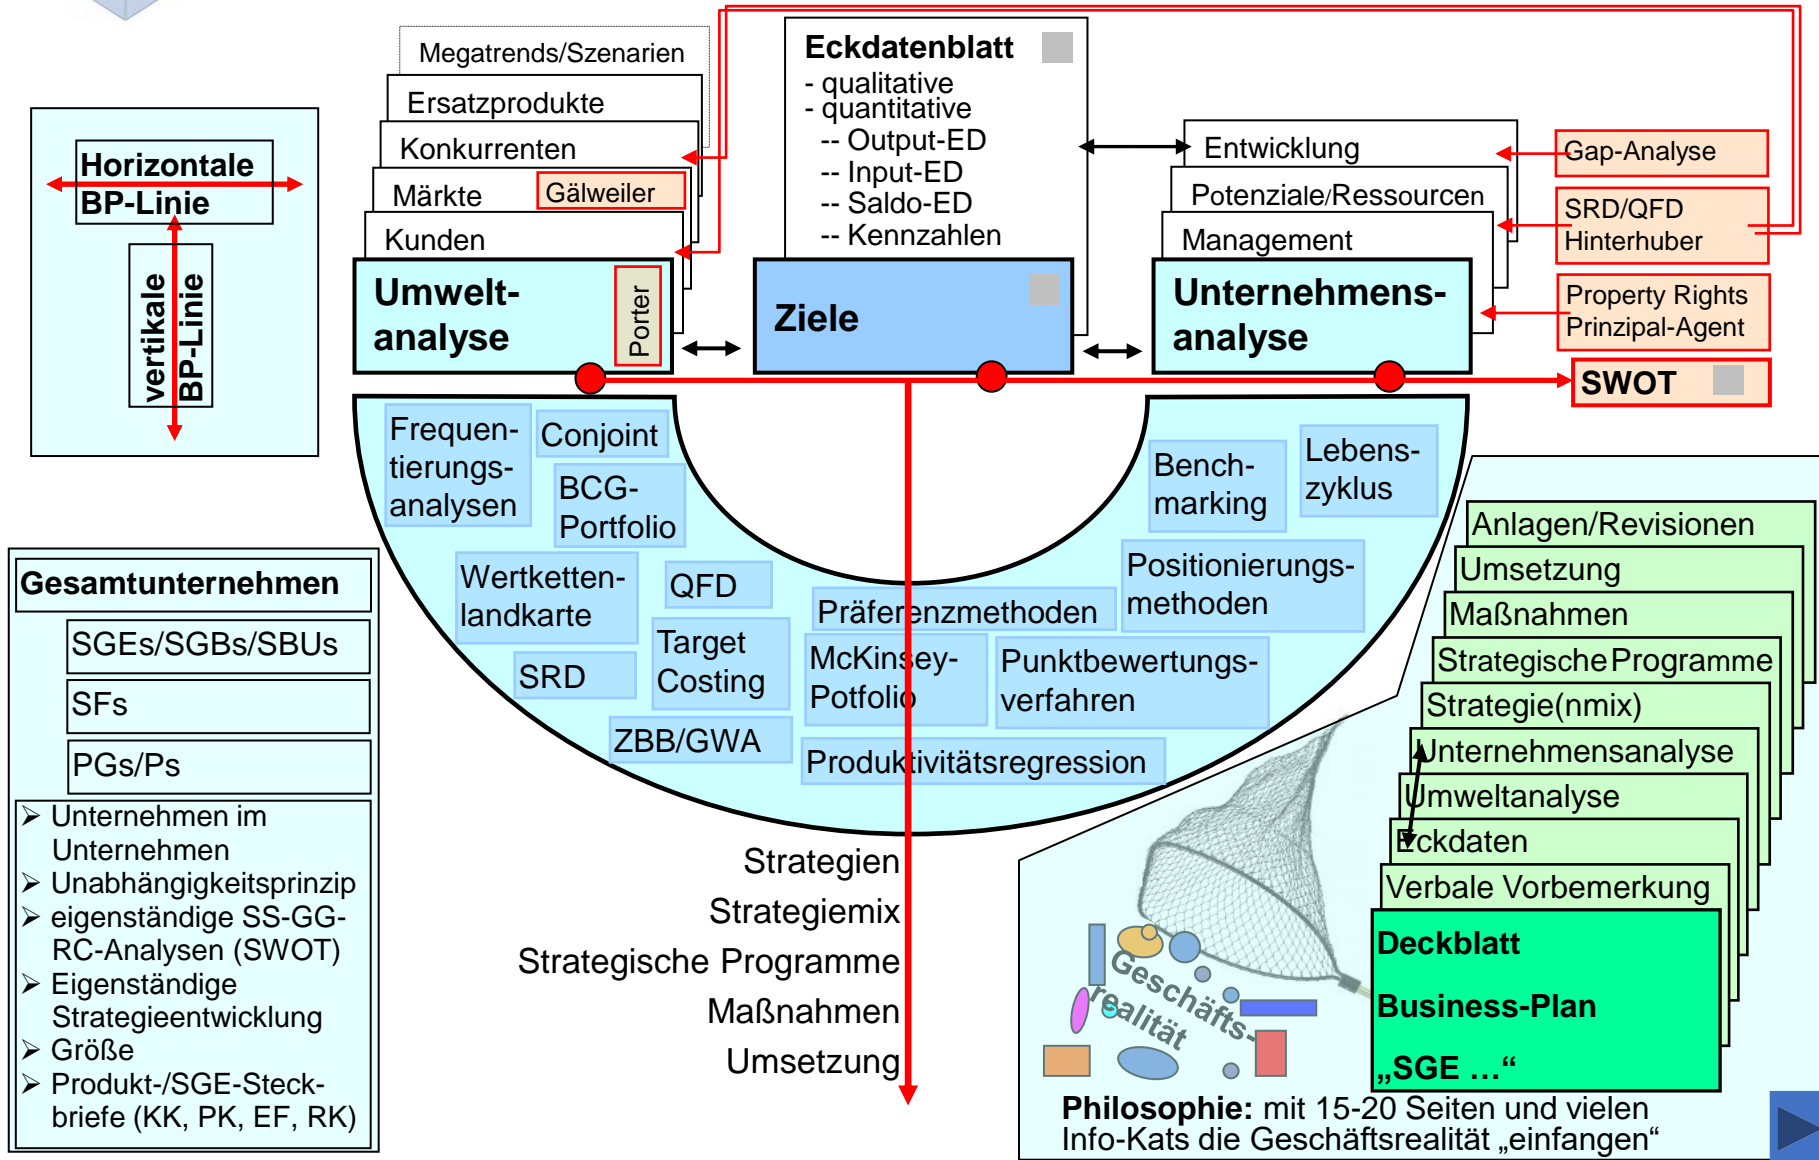 Megatrends/Szenarien
Ersatzprodukte
Konkurrenten
Märkte
Gälweiler
Kunden
Umwelt-
analyse
Porter
Eckdatenblatt
- qualitative
- quantitative
-- Output-ED
-- Input-ED
-- Saldo-ED
-- Kennzahlen
Ziele
Entwicklung
Potenziale/Ressourcen
Management
Unternehmens-
analyse
Gap-Analyse
SRD/QFD
Hinterhuber
Property Rights
Prinzipal-Agent
SWOT
Horizontale
BP-Linie
vertikale
BP-Linie
Frequen-
tierungs-
analysen
Conjoint
BCG-
Portfolio
Wertketten-
landkarte
QFD
SRD
Target
Costing
ZBB/GWA
Präferenzmethoden
McKinsey-
Potfolio
Punktbewertungs-
verfahren
Produktivitätsregression
Bench-
marking
Lebens-
zyklus
Positionierungs-
methoden
Gesamtunternehmen
SGEs/SGBs/SBUs
SFs
PGs/Ps
➢ Unternehmen im
Unternehmen
➢ Unabhängigkeitsprinzip
➢ eigenständige SS-GG-
RC-Analysen (SWOT)
➢ Eigenständige
Strategieentwicklung
➢ Größe
➢ Produkt-/SGE-Steck-
briefe (KK, PK, EF, RK)
Strategien
Strategiemix
Strategische Programme
Maßnahmen
Umsetzung
Anlagen/Revisionen
Umsetzung
Maßnahmen
Strategische Programme
Strategie(nmix)
Unternehmensanalyse
Umweltanalyse
Eckdaten
Verbale Vorbemerkung
Deckblatt
Business-Plan
„SGE ...“
Geschäfts-
realität
Philosophie: mit 15-20 Seiten und vielen
Info-Kats die Geschäftsrealität „einfangen“